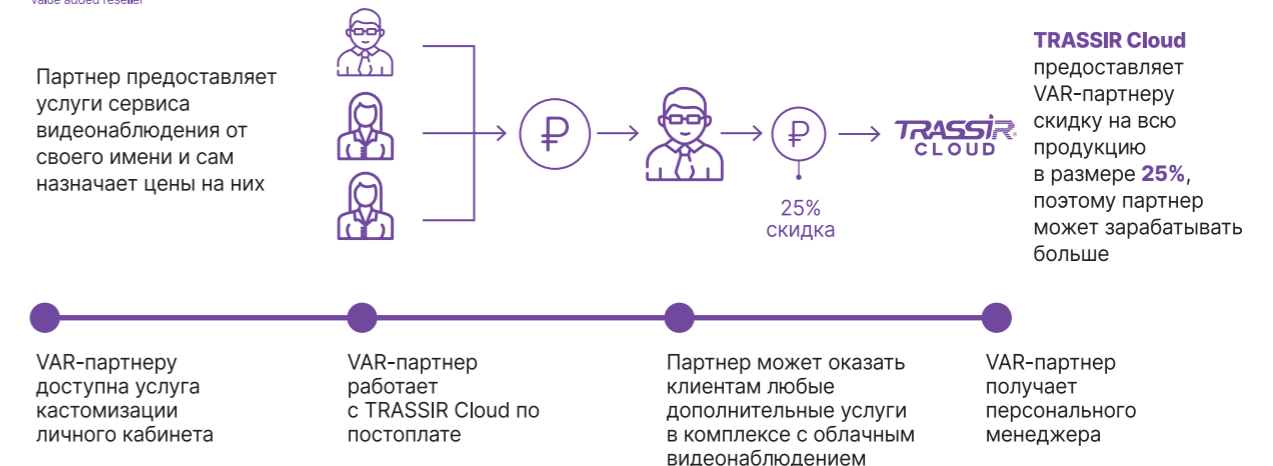 Value added reseller
Партнер предоставляет
услуги сервиса
видеонаблюдения от
своего имени и сам
назначает цены на них
25%
скидка
TRASSIR
CLOUD
TRASSIR Cloud
предоставляет
VAR-партнеру
скидку на всю
продукцию
в размере 25%,
поэтому партнер
может зарабатывать
больше
VAR-партнеру
доступна услуга
кастомизации
личного кабинета
VAR-партнер
работает
с TRASSIR Cloud по
постоплате
Партнер может оказать
клиентам любые
дополнительные услуги
в комплексе с облачным
видеонаблюдением
VAR-партнер
получает
персонального
менеджера